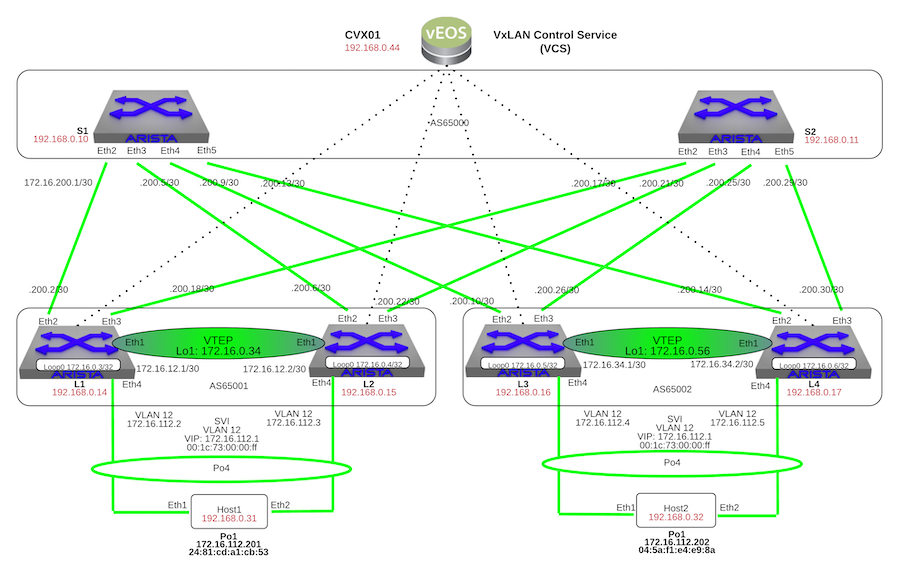 CVX01
192.168.0.44
vEOS
VxLAN Control Service
(VCS)
AS65000
S1
192.168.0.10
ARISTA
Eth2
Eth3
Eth4
Eth5
ARISTA
S2
192.168.0.11
Eth2
Eth3
Eth4
Eth5
172.16.200.1/30
.200.5/30
.200.9/30
.200.13/30
.200.17/30
.200.21/30
.200.25/30
.200.29/30
.200.2/30
.200.18/30
.200.6/30
.200.22/30
.200.10/30
.200.26/30
.200.14/30
.200.30/30
Eth2
Eth3
Eth2
Eth3
Eth2
Eth3
Eth2
Eth3
Eth1
VTEP
Lo1: 172.16.0.34
Eth1
Eth1
VTEP
Lo1: 172.16.0.56
Eth1
Loop0 172.16.0.3/32
ARISTA
172.16.12.1/30
172.16.12.2/30
Loop0 172.16.0.4/32
ARISTA
Loop0 172.16.0.5/32
ARISTA
172.16.34.1/30
172.16.34.2/30
Loop0 172.16.0.6/32
ARISTA
L1
192.168.0.14
Eth4
AS65001
Eth4
L2
192.168.0.15
L3
192.168.0.16
Eth4
AS65002
Eth4
L4
192.168.0.17
VLAN 12
172.16.112.2
SVI
VLAN 12
VIP: 172.16.112.1
00:1c:73:00:00:ff
VLAN 12
172.16.112.3
VLAN 12
172.16.112.4
SVI
VLAN 12
VIP: 172.16.112.1
00:1c:73:00:00:ff
VLAN 12
172.16.112.5
Po4
Po4
Eth1
Host1
192.168.0.31
Eth2
Eth1
Host2
192.168.0.32
Eth2
Po1
172.16.112.201
24:81:cd:a1:cb:53
Po1
172.16.112.202
04:5a:f1:e4:e9:8a